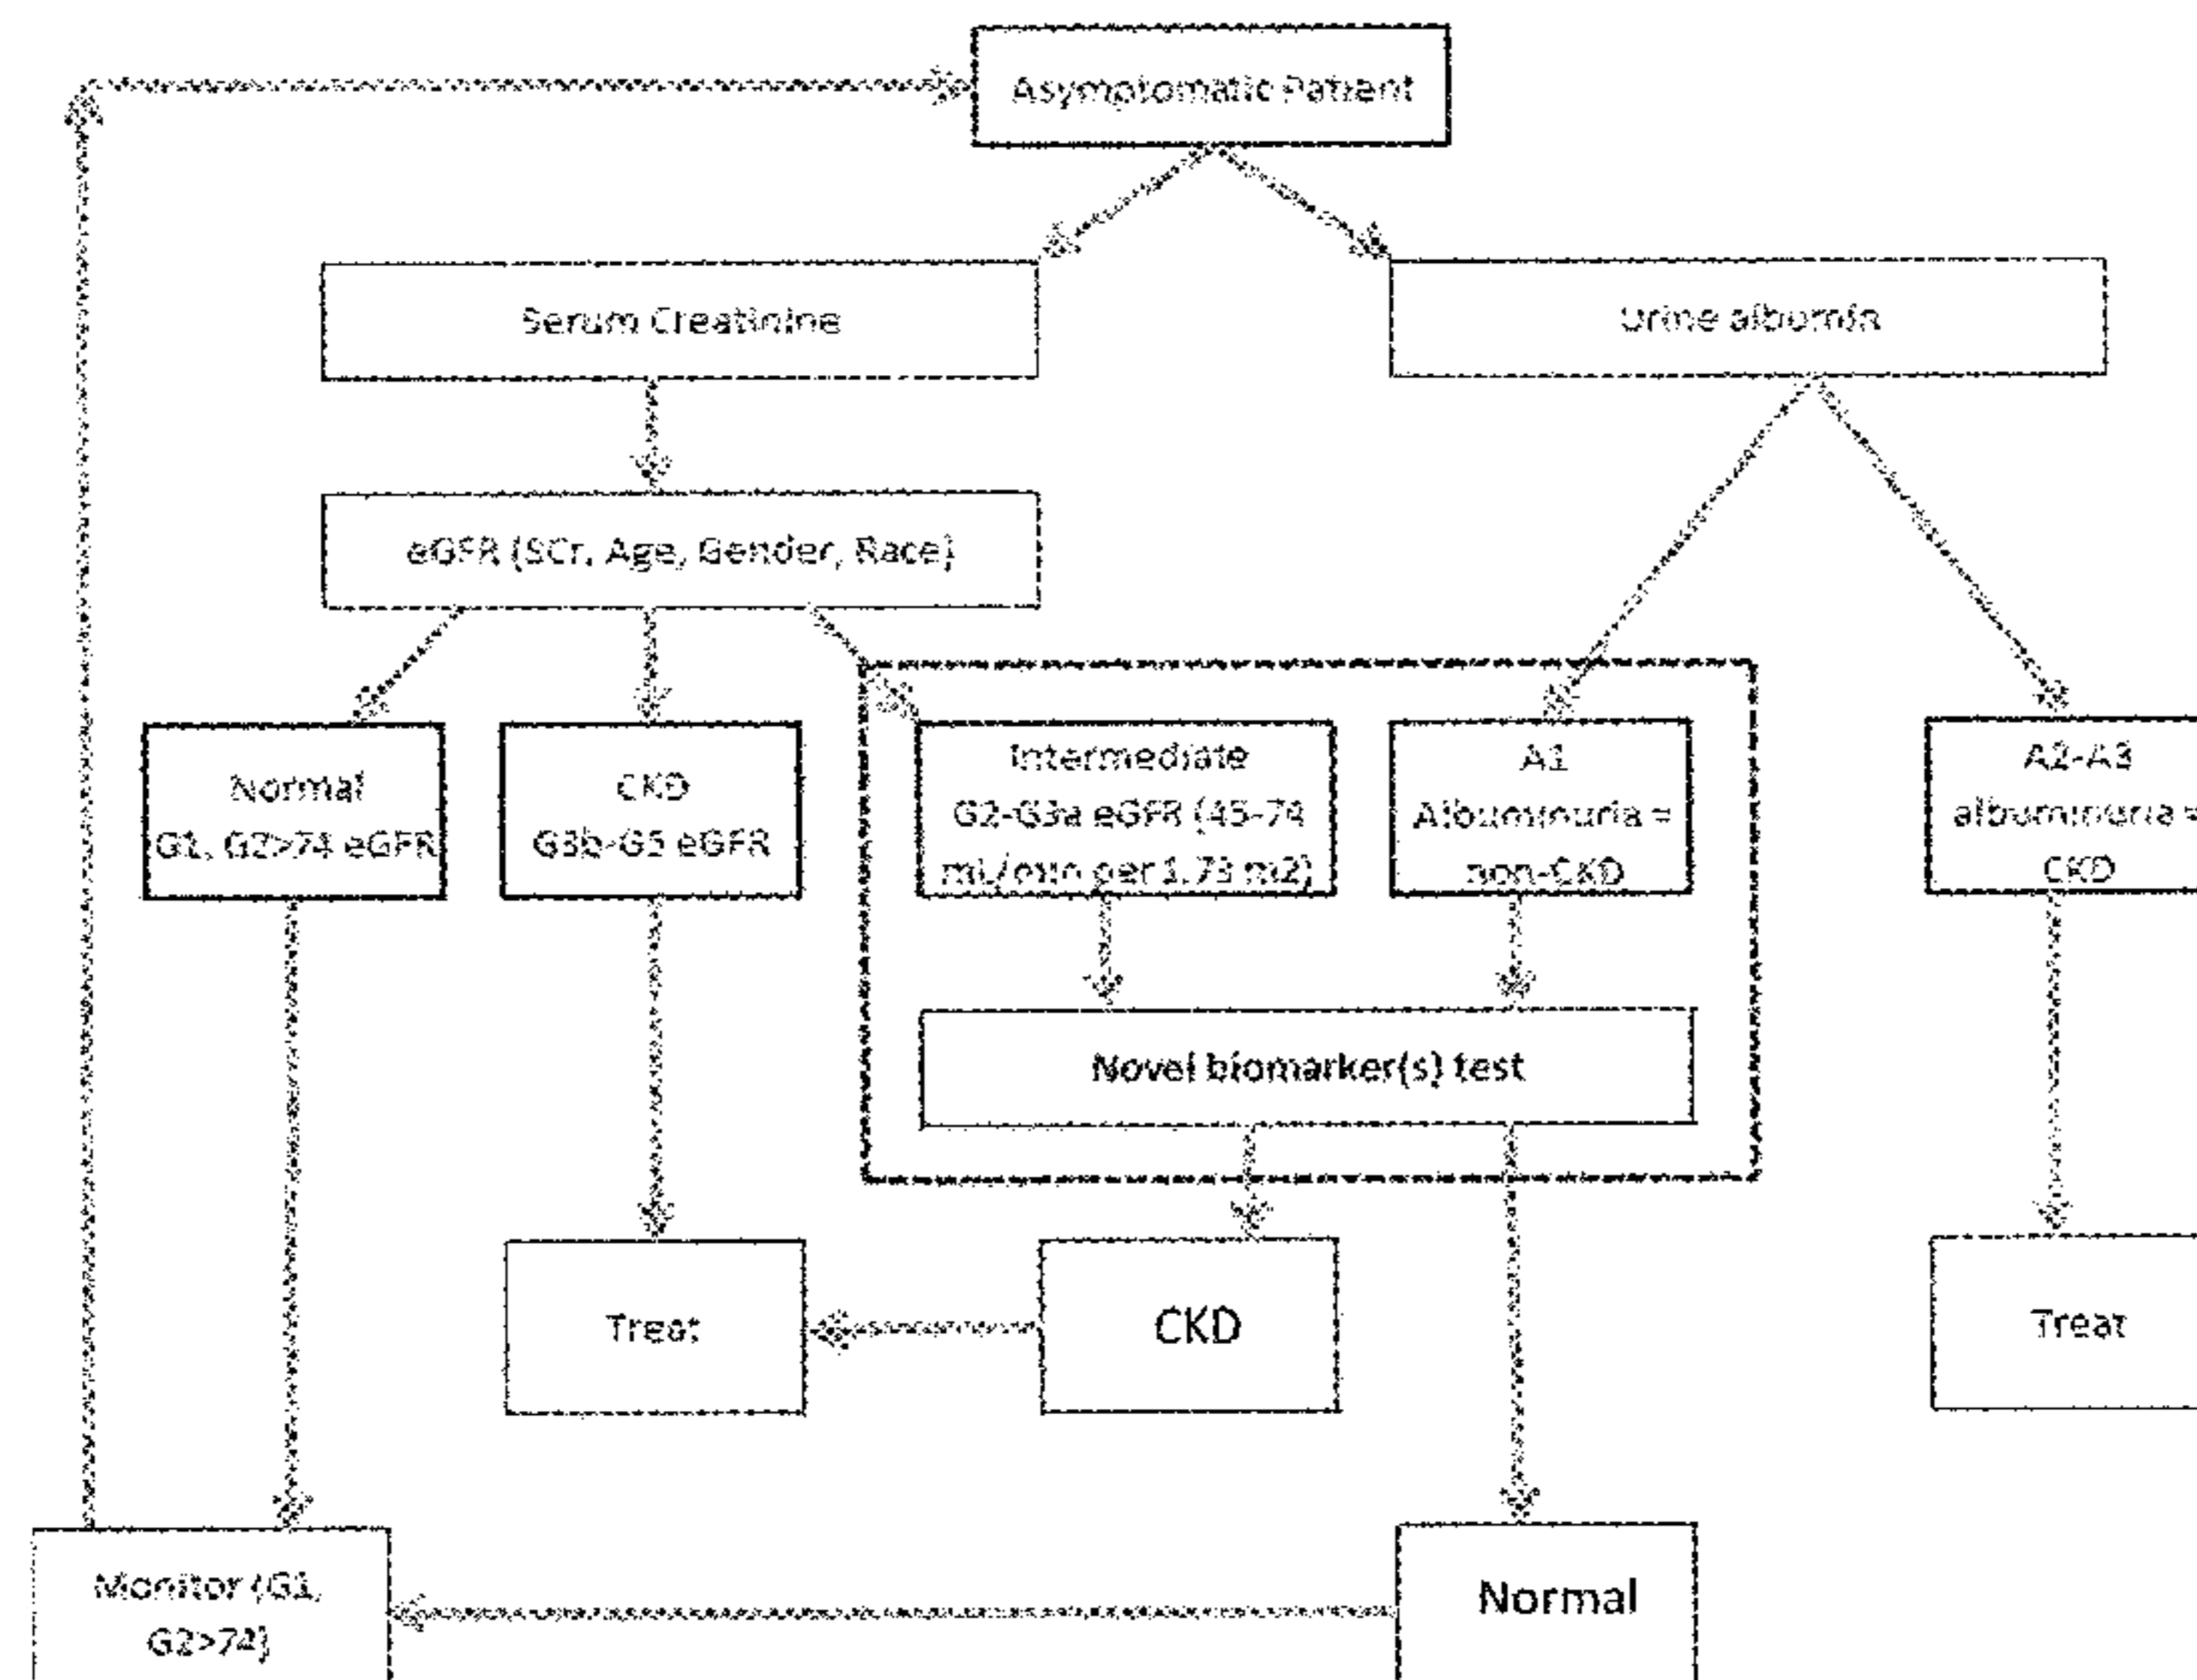 Asymptomatic Patient
Serum Creatinine
Urine albumin
eGFR (SCr, Age, Gender, Race)
Normal
G1, G2>74 eGFR
CKD
G3b-G5 eGFR
Intermediate
G2-G3a eGFR (45-74
mL/min per 1.73 m2)
A1
Albuminouria =
non-CKD
A2-A3
albuminouria =
CKD
Novel biomarker(s) test
Treat
CKD
Treat
Monitor (G1,
G2>74)
Normal